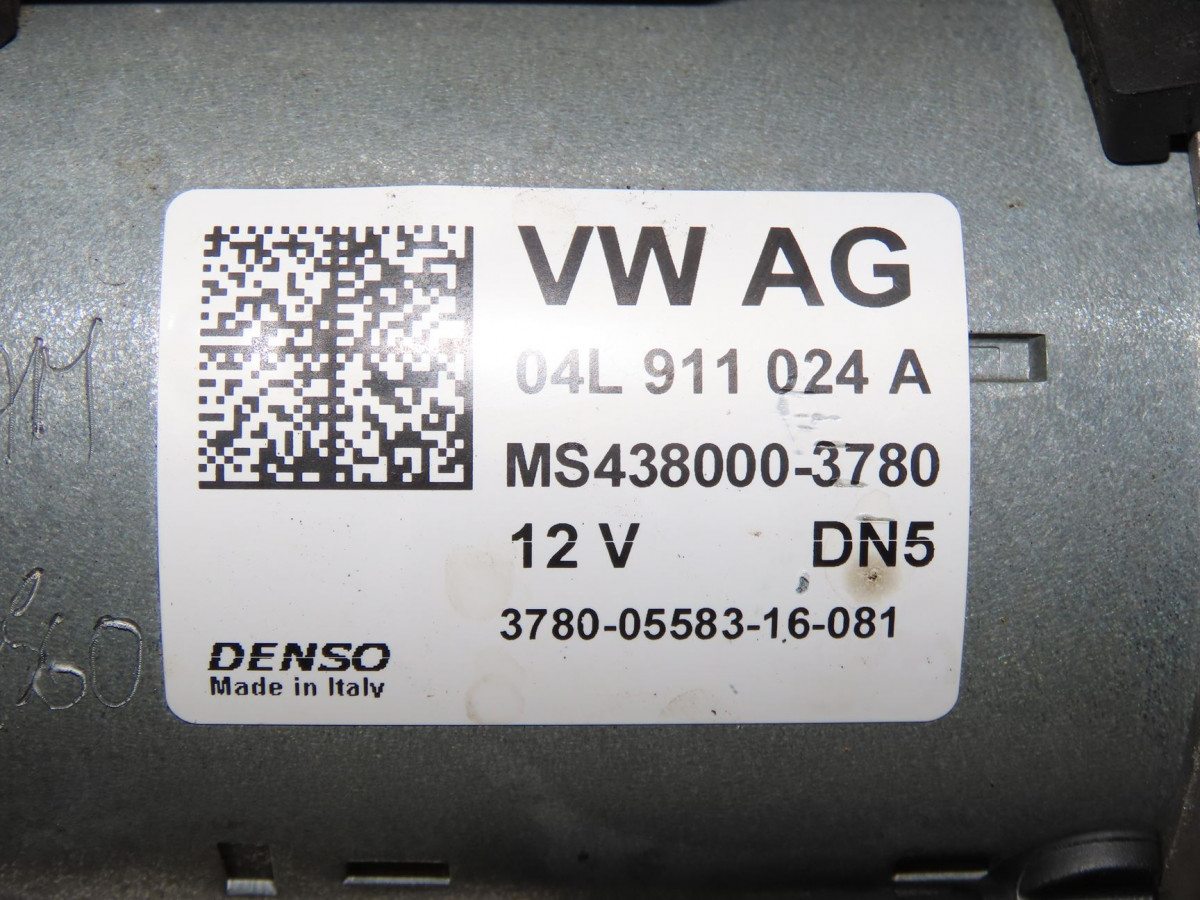 VW AG
04L 911 024 A
MS438000-3780
12 V DN5
3780-05583-16-081
DENSO
Made in Italy